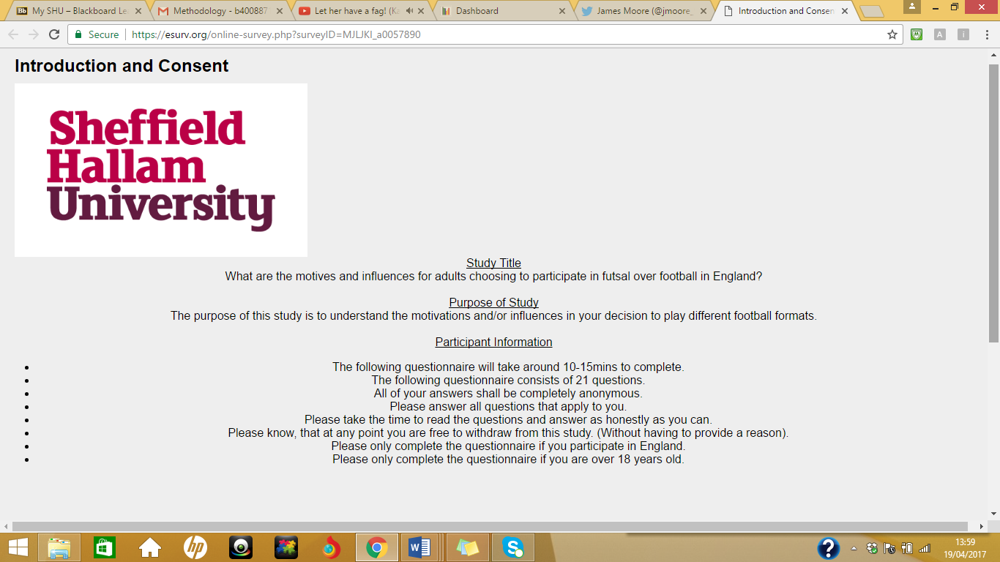 My SHU – Blackboard Le
Methodology - b400887
Let her have a fag! (Ka
Dashboard
James Moore (@jmoore_
Introduction and Consen
Secure
https://esurv.org/online-survey.php?surveyID=MJLJKI_a0057890
Introduction and Consent
Sheffield
Hallam
University
Study Title
What are the motives and influences for adults choosing to participate in futsal over football in England?
Purpose of Study
The purpose of this study is to understand the motivations and/or influences in your decision to play different football formats.
Participant Information
The following questionnaire will take around 10-15mins to complete.
The following questionnaire consists of 21 questions.
All of your answers shall be completely anonymous.
Please answer all questions that apply to you.
Please take the time to read the questions and answer as honestly as you can.
Please know, that at any point you are free to withdraw from this study. (Without having to provide a reason).
Please only complete the questionnaire if you participate in England.
Please only complete the questionnaire if you are over 18 years old.
13:59
19/04/2017